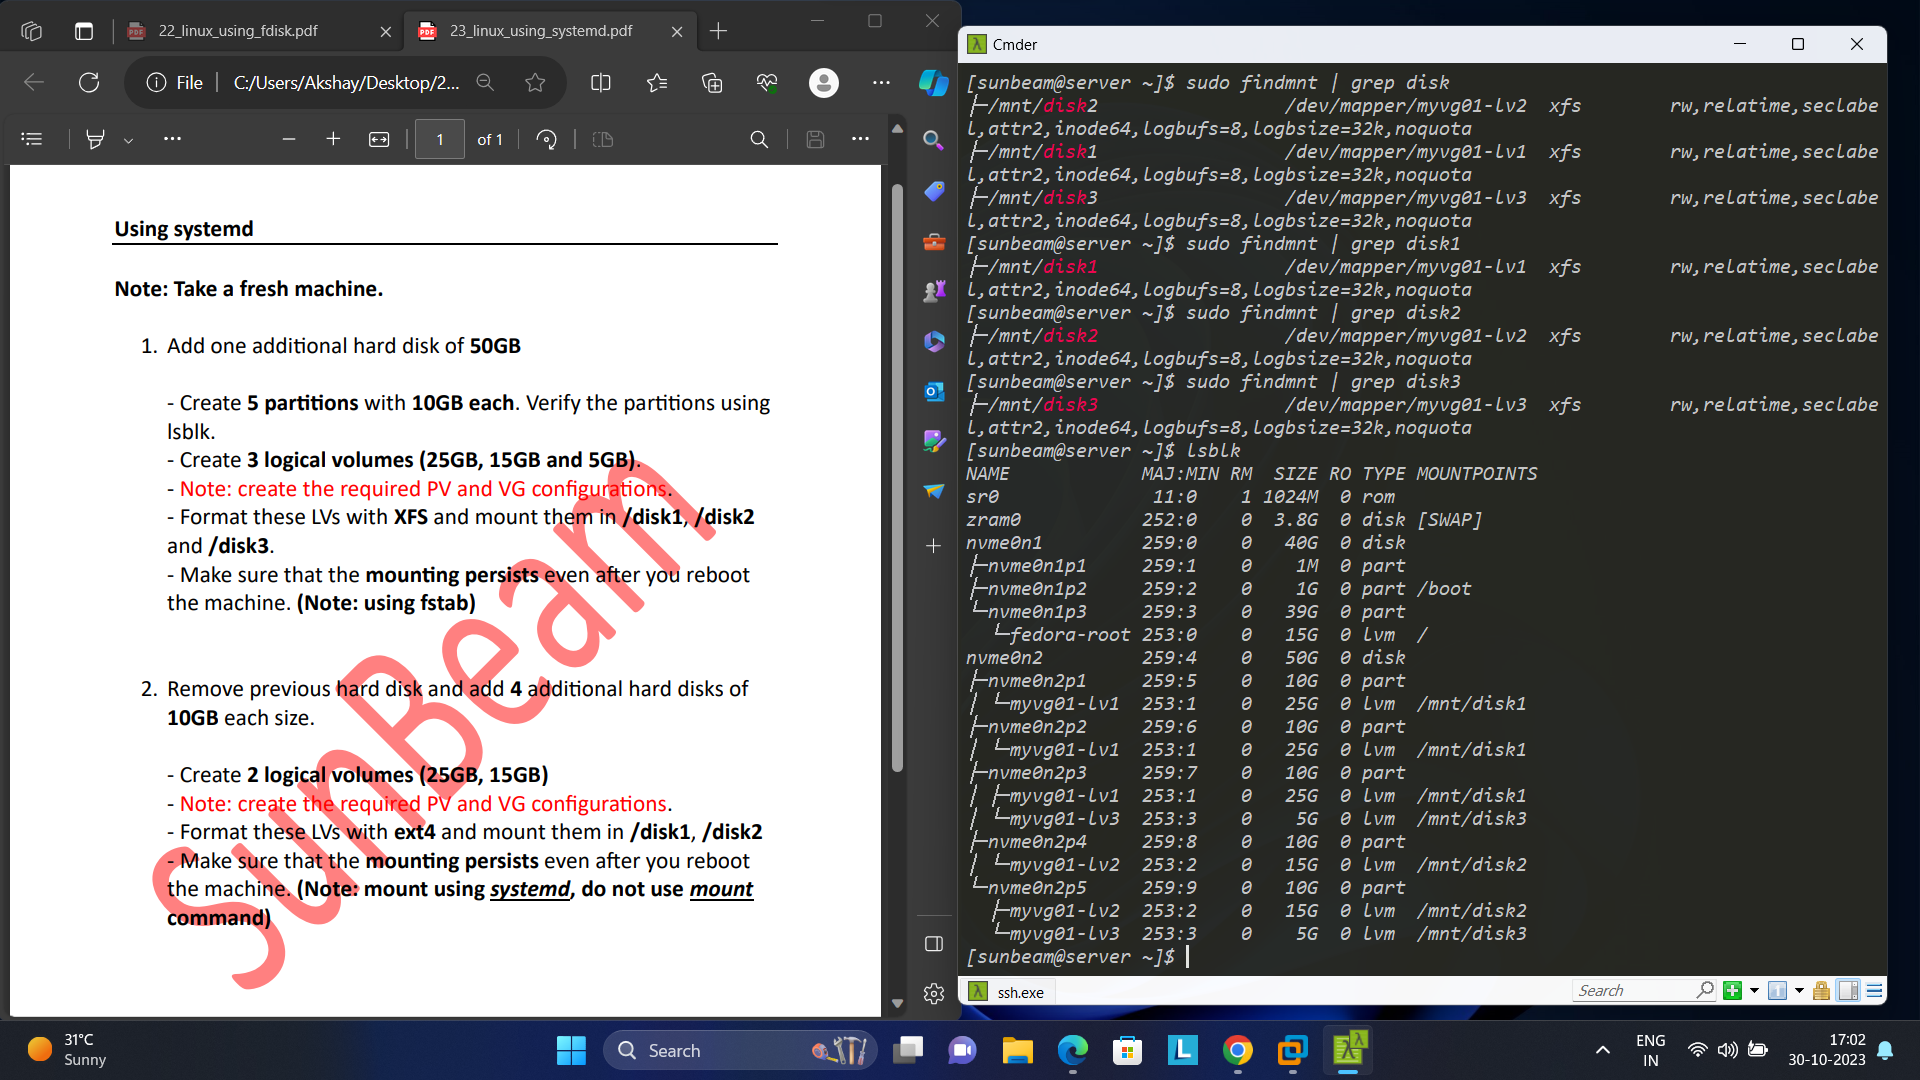 22_linux_using_fdisk.pdf
23_linux_using_systemd.pdf
File
C:/Users/Akshay/Desktop/2...
1
of 1
Using systemd
Note: Take a fresh machine.
1. Add one additional hard disk of 50GB
- Create 5 partitions with 10GB each. Verify the partitions using
lsblk.
- Create 3 logical volumes (25GB, 15GB and 5GB).
- Note: create the required PV and VG configurations.
- Format these LVs with XFS and mount them in /disk1, /disk2
and /disk3.
- Make sure that the mounting persists even after you reboot
the machine. (Note: using fstab)
2. Remove previous hard disk and add 4 additional hard disks of
10GB each size.
- Create 2 logical volumes (25GB, 15GB)
- Note: create the required PV and VG configurations.
- Format these LVs with ext4 and mount them in /disk1, /disk2
- Make sure that the mounting persists even after you reboot
the machine. (Note: mount using systemd, do not use mount
command)
SunBeam
Cmder
[sunbeam@server ~]$ sudo findmnt | grep disk
├─/mnt/disk2 /dev/mapper/myvg01-lv2 xfs rw,relatime,seclabe
l,attr2,inode64,logbufs=8,logbsize=32k,noquota
├─/mnt/disk1 /dev/mapper/myvg01-lv1 xfs rw,relatime,seclabe
l,attr2,inode64,logbufs=8,logbsize=32k,noquota
├─/mnt/disk3 /dev/mapper/myvg01-lv3 xfs rw,relatime,seclabe
l,attr2,inode64,logbufs=8,logbsize=32k,noquota
[sunbeam@server ~]$ sudo findmnt | grep disk1
├─/mnt/disk1 /dev/mapper/myvg01-lv1 xfs rw,relatime,seclabe
l,attr2,inode64,logbufs=8,logbsize=32k,noquota
[sunbeam@server ~]$ sudo findmnt | grep disk2
├─/mnt/disk2 /dev/mapper/myvg01-lv2 xfs rw,relatime,seclabe
l,attr2,inode64,logbufs=8,logbsize=32k,noquota
[sunbeam@server ~]$ sudo findmnt | grep disk3
├─/mnt/disk3 /dev/mapper/myvg01-lv3 xfs rw,relatime,seclabe
l,attr2,inode64,logbufs=8,logbsize=32k,noquota
[sunbeam@server ~]$ lsblk
NAME MAJ:MIN RM SIZE RO TYPE MOUNTPOINTS
sr0 11:0 1 1024M 0 rom
zram0 252:0 0 3.8G 0 disk [SWAP]
nvme0n1 259:0 0 40G 0 disk
├─nvme0n1p1 259:1 0 1M 0 part
├─nvme0n1p2 259:2 0 1G 0 part /boot
└─nvme0n1p3 259:3 0 39G 0 part
└─fedora-root 253:0 0 15G 0 lvm /
nvme0n2 259:4 0 50G 0 disk
├─nvme0n2p1 259:5 0 10G 0 part
│ └─myvg01-lv1 253:1 0 25G 0 lvm /mnt/disk1
├─nvme0n2p2 259:6 0 10G 0 part
│ └─myvg01-lv1 253:1 0 25G 0 lvm /mnt/disk1
├─nvme0n2p3 259:7 0 10G 0 part
│ ├─myvg01-lv1 253:1 0 25G 0 lvm /mnt/disk1
│ └─myvg01-lv3 253:3 0 5G 0 lvm /mnt/disk3
├─nvme0n2p4 259:8 0 10G 0 part
│ └─myvg01-lv2 253:2 0 15G 0 lvm /mnt/disk2
└─nvme0n2p5 259:9 0 10G 0 part
├─myvg01-lv2 253:2 0 15G 0 lvm /mnt/disk2
└─myvg01-lv3 253:3 0 5G 0 lvm /mnt/disk3
[sunbeam@server ~]$
ssh.exe
Search
31°C
Sunny
Search
ENG
IN
17:02
30-10-2023